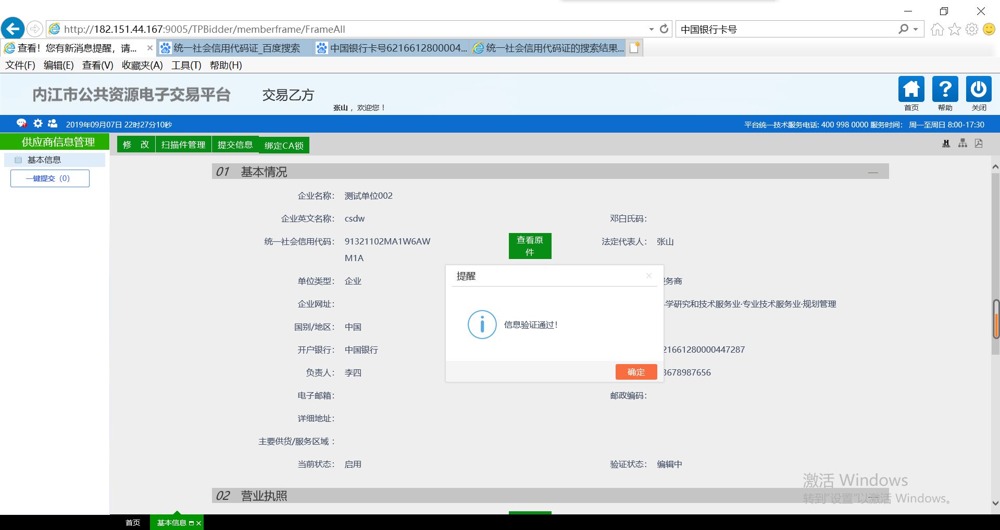 http://182.151.44.167:9005/TPBidder/memberframe/FrameAll
中国银行卡号
查看！您有新消息提醒，请...
统一社会信用代码证_百度搜索
中国银行卡号6216612800004...
统一社会信用代码证的搜索结果...
文件(F) 编辑(E) 查看(V) 收藏夹(A) 工具(T) 帮助(H)
内江市公共资源电子交易平台
交易乙方
张山，欢迎您！
首页
帮助
关闭
2019年09月07日 22时27分10秒
平台统一技术服务电话: 400 998 0000 服务时间： 周一至周日 8:00-17:30
供应商信息管理
修 改
扫描件管理
提交信息
绑定CA锁
基本信息
一键提交（0）
01 基本情况
企业名称： 测试单位002
企业英文名称： csdw
邓白氏码：
统一社会信用代码： 91321102MA1W6AW
M1A
查看原
件
法定代表人： 张山
提醒
单位类型： 企业
务商
企业网址：
学研究和技术服务业·专业技术服务业·规划管理
国别/地区： 中国
信息验证通过！
开户银行： 中国银行
21661280000447287
负责人： 李四
确定
3678987656
电子邮箱：
邮政编码：
详细地址：
主要供货/服务区域 ：
当前状态： 启用
验证状态： 编辑中
02 营业执照
激活 Windows
转到"设置"以激活 Windows。
首页
基本信息